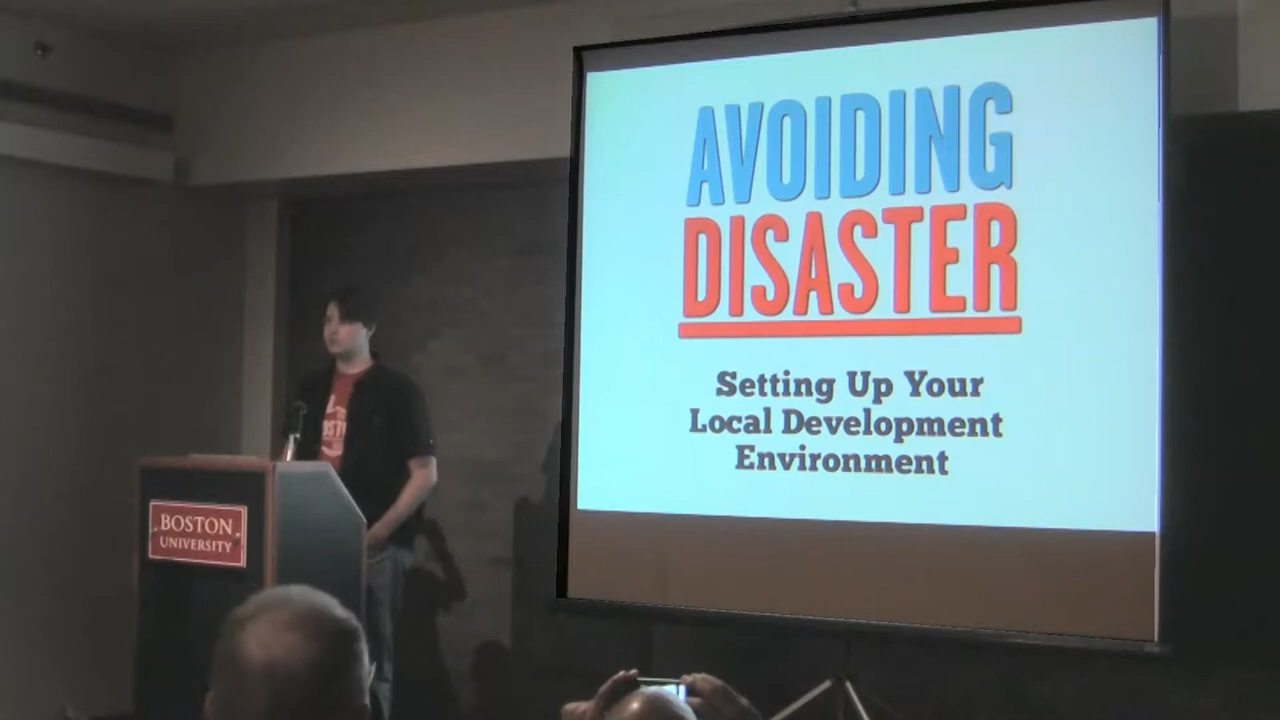 AVOIDING
DISASTER
Setting Up Your
Local Development
Environment
BOSTON
UNIVERSITY